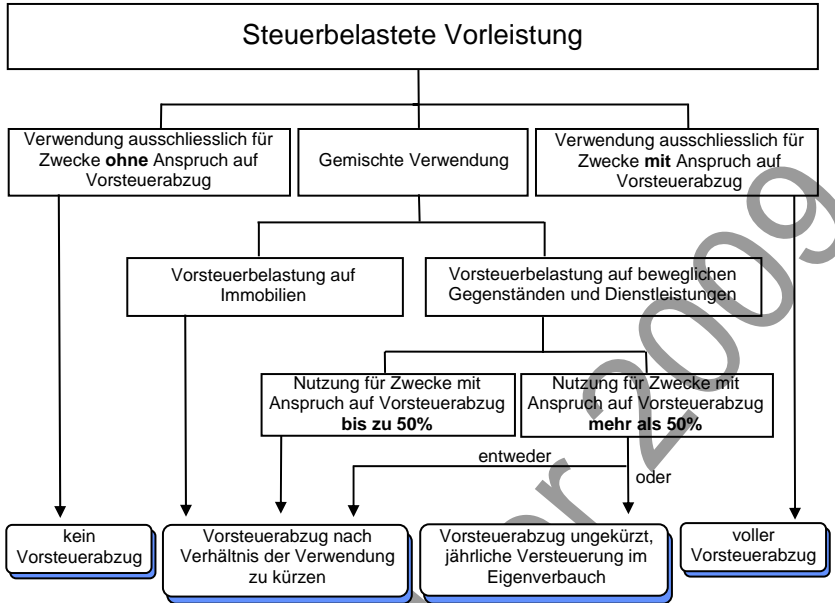 Steuerbelastete Vorleistung
Verwendung ausschliesslich für
Zwecke ohne Anspruch auf
Vorsteuerabzug
Gemischte Verwendung
Verwendung ausschliesslich für
Zwecke mit Anspruch auf
Vorsteuerabzug
Vorsteuerbelastung auf
Immobilien
Vorsteuerbelastung auf beweglichen
Gegenständen und Dienstleistungen
Nutzung für Zwecke mit
Anspruch auf Vorsteuerabzug
bis zu 50%
Nutzung für Zwecke mit
Anspruch auf Vorsteuerabzug
mehr als 50%
entweder
oder
kein
Vorsteuerabzug
Vorsteuerabzug nach
Verhältnis der Verwendung
zu kürzen
Vorsteuerabzug ungekürzt,
jährliche Versteuerung im
Eigenverbauch
voller
Vorsteuerabzug
2009